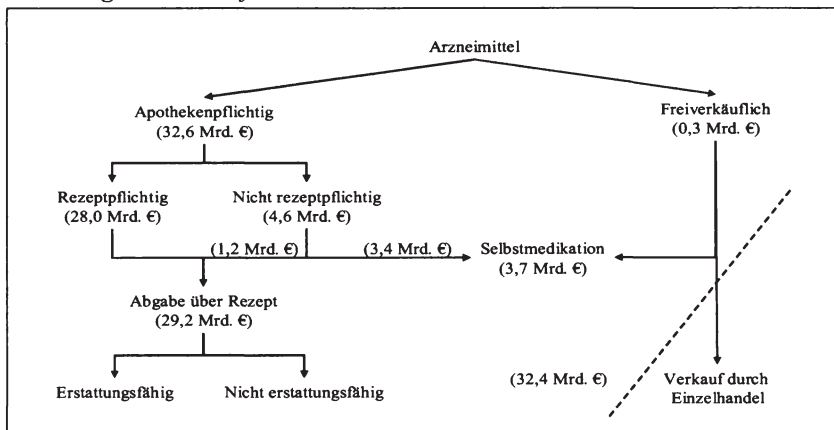 Arzneimittel
Apothekenpflichtig
(32,6 Mrd. €)
Freiverkäuflich
(0,3 Mrd. €)
Rezeptpflichtig
(28,0 Mrd. €)
Nicht rezeptpflichtig
(4,6 Mrd. €)
(1,2 Mrd. €)
(3,4 Mrd. €)
Selbstmedikation
(3,7 Mrd. €)
Abgabe über Rezept
(29,2 Mrd. €)
Erstattungsfähig
Nicht erstattungsfähig
(32,4 Mrd. €)
Verkauf durch
Einzelhandel